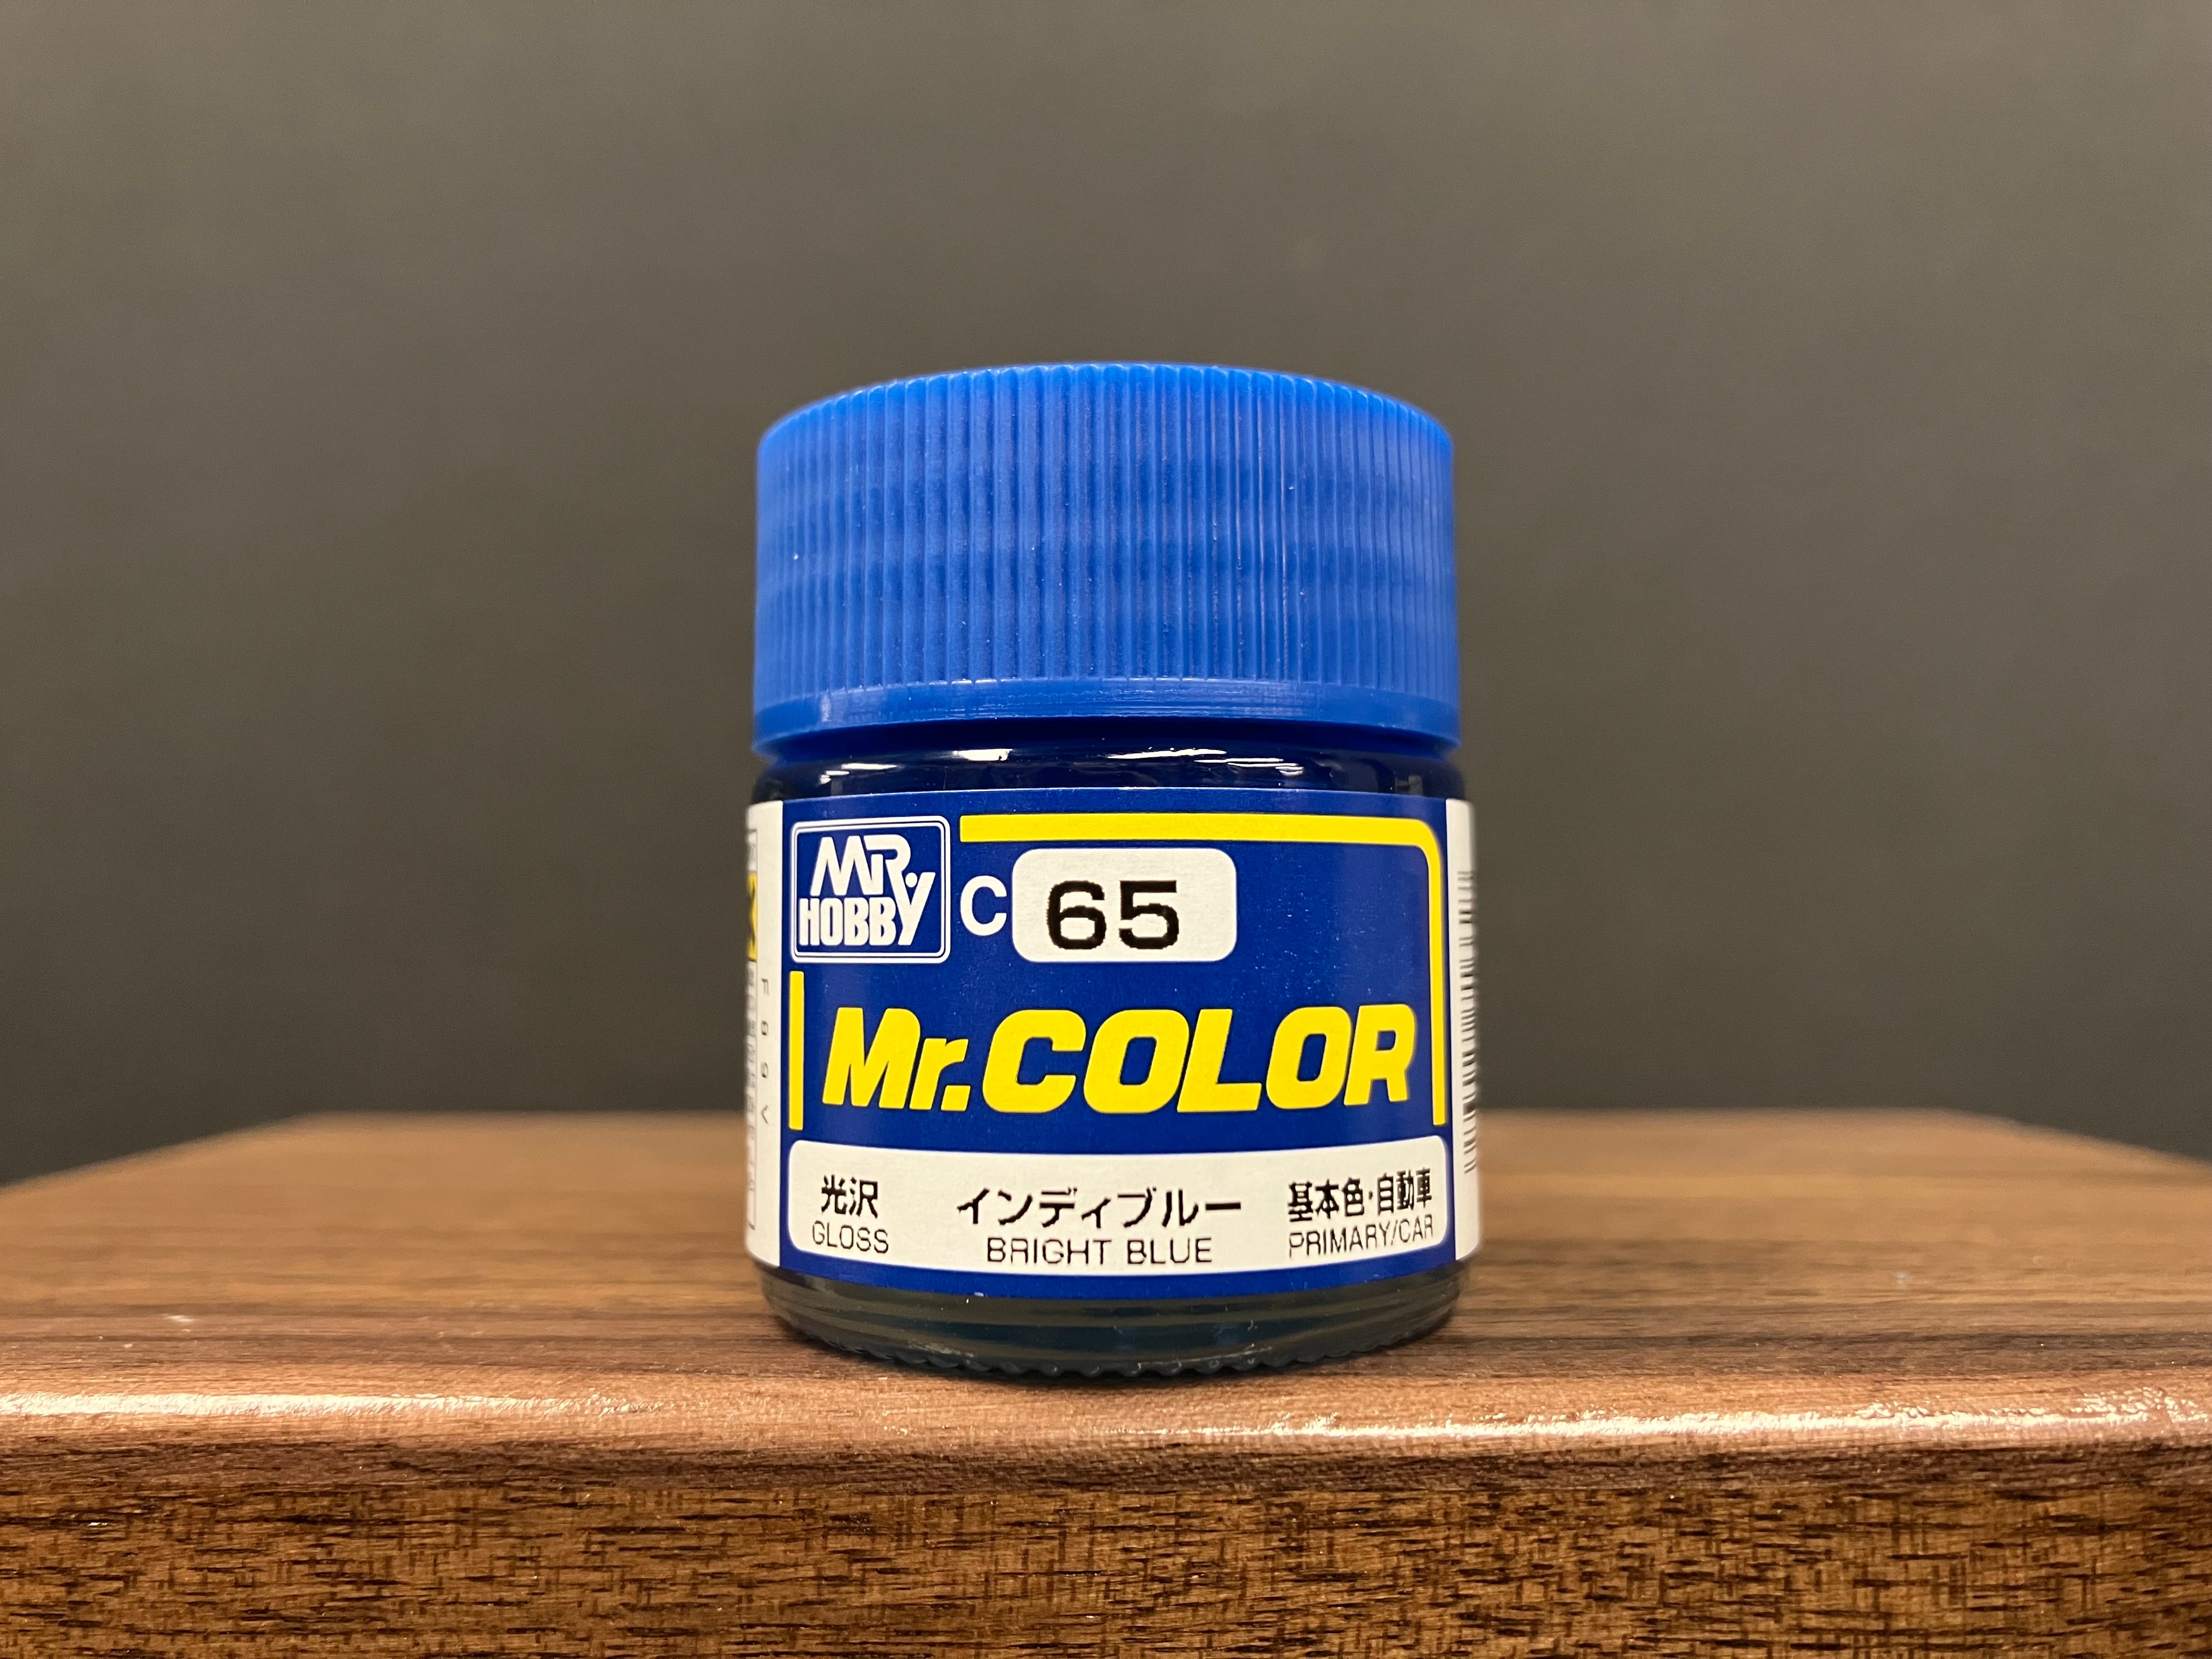 MR.
HOBBY
C 65
Mr.COLOR
光沢 インディブルー 基本色・自動車
GLOSS BRIGHT BLUE PRIMARY/CAR